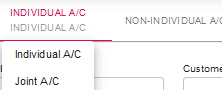 INDIVIDUAL A/C
INDIVIDUAL A/C
NON-INDIVIDUAL A/
Individual A/C
Custome
Joint A/C